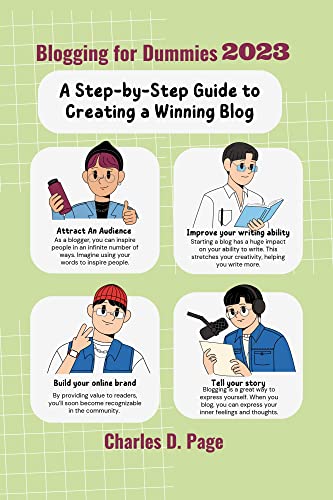 Blogging for Dummies 2023
A Step-by-Step Guide to
Creating a Winning Blog
Attract An Audience
As a blogger, you can inspire
people in an infinite number of
ways. Imagine using your
words to inspire people.
Improve your writing ability
Starting a blog has a huge impact
on your ability to write. This
stretches your creativity, helping
you write more.
Build your online brand
By providing value to readers,
you'll soon become recognizable
in the community.
Tell your story
Blogging is a great way to
express yourself. When you
blog, you can express your
inner feelings and thoughts.
Charles D. Page